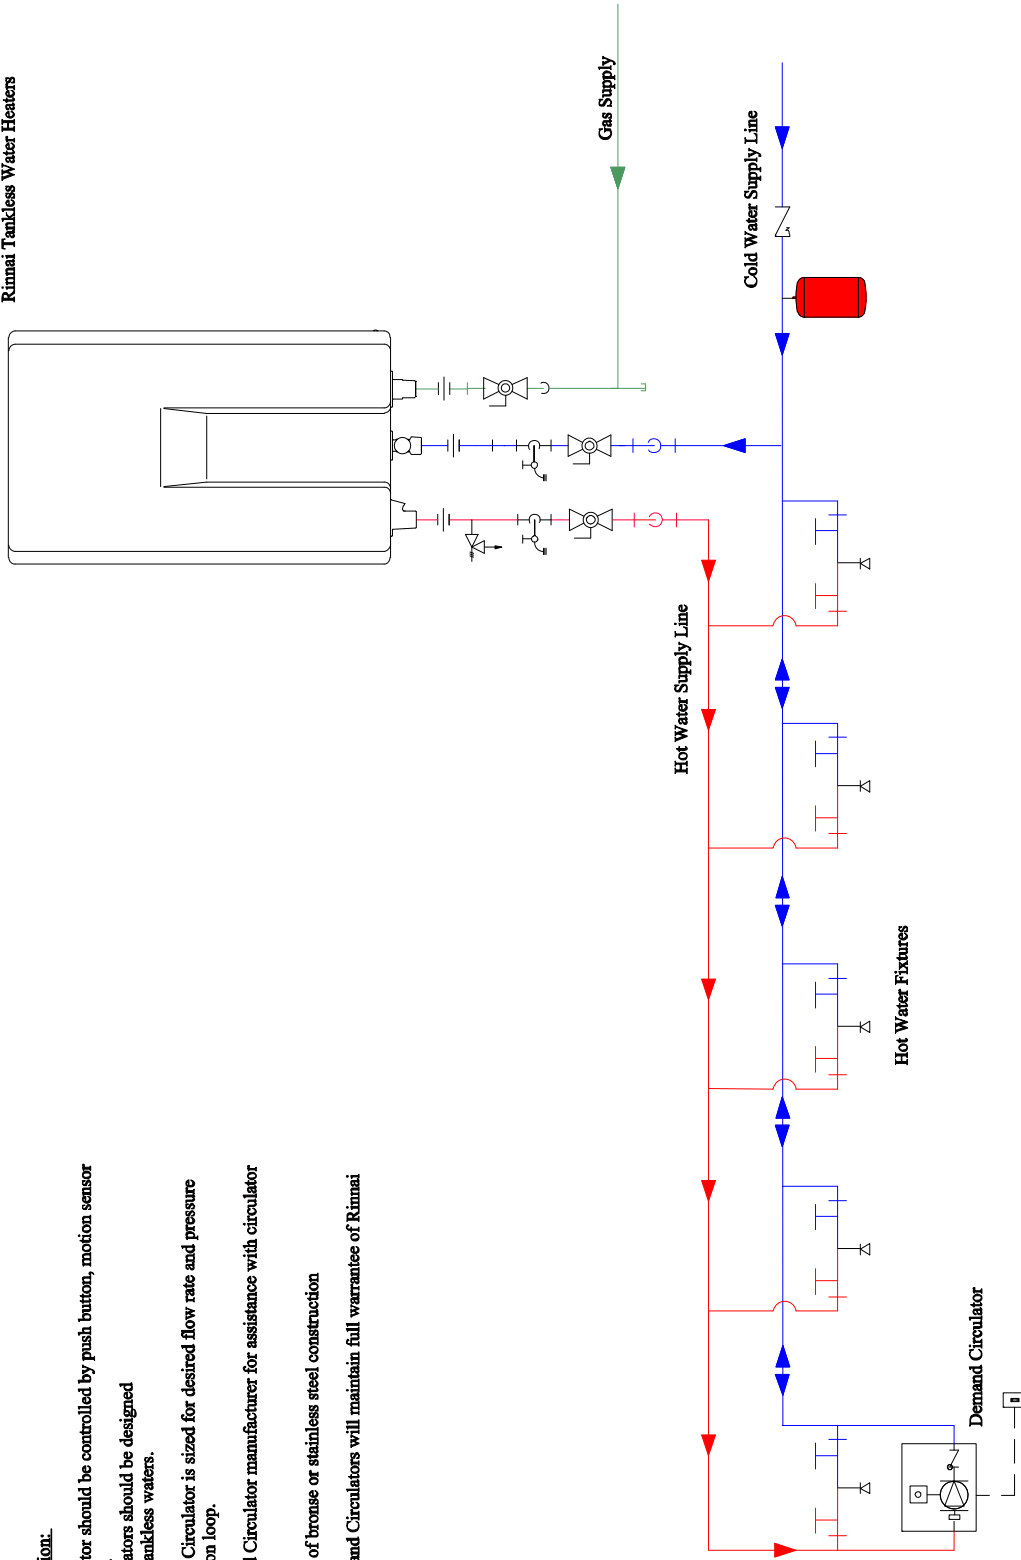 Rinnai Tankless Water Heaters
ion:
tor should be controlled by push button, motion sensor
ators should be designed
ankless waters.
Circulator is sized for desired flow rate and pressure
on loop.
l Circulator manufacturer for assistance with circulator
of bronse or stainless steel construction
and Circulators will maintain full warrantee of Rinnai
Gas Supply
Cold Water Supply Line
Hot Water Supply Line
Hot Water Fixtures
Demand Circulator